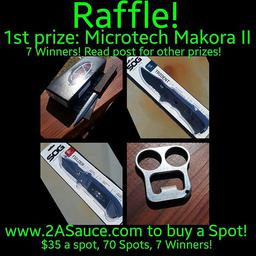 Raffle!
1st prize: Microtech Makora II
7 Winners! Read post for other prizes!
SOG
TRIDENT
SOG
www.2ASauce.com to buy a Spot!
$35 a spot, 70 Spots, 7 Winners!